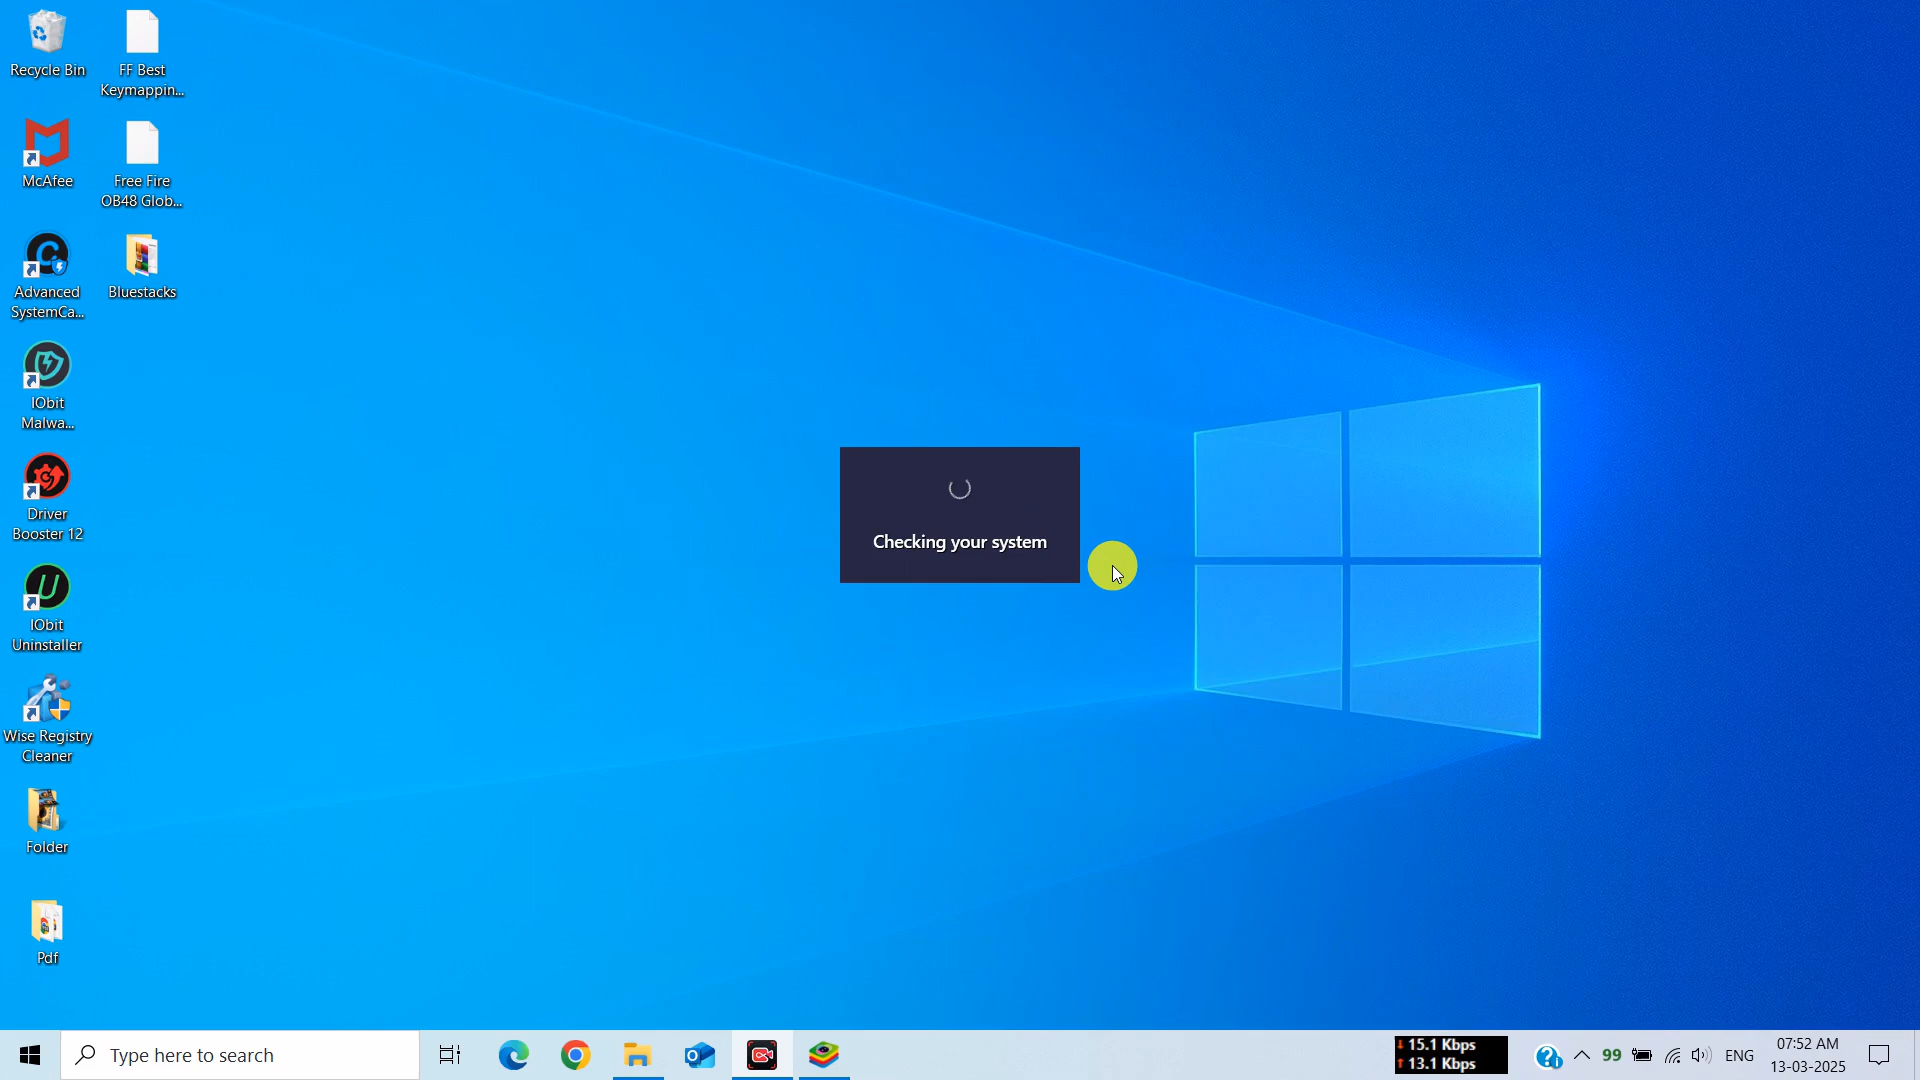 Recycle Bin
FF Best
Keymappin...
McAfee
Free Fire
OB48 Glob...
Advanced
SystemCa...
Bluestacks
IObit
Malwa...
Driver
Booster 12
IObit
Uninstaller
Wise Registry
Cleaner
Folder
Pdf
Checking your system
Type here to search
15.1 Kbps
13.1 Kbps
99
ENG
07:52 AM
13-03-2025